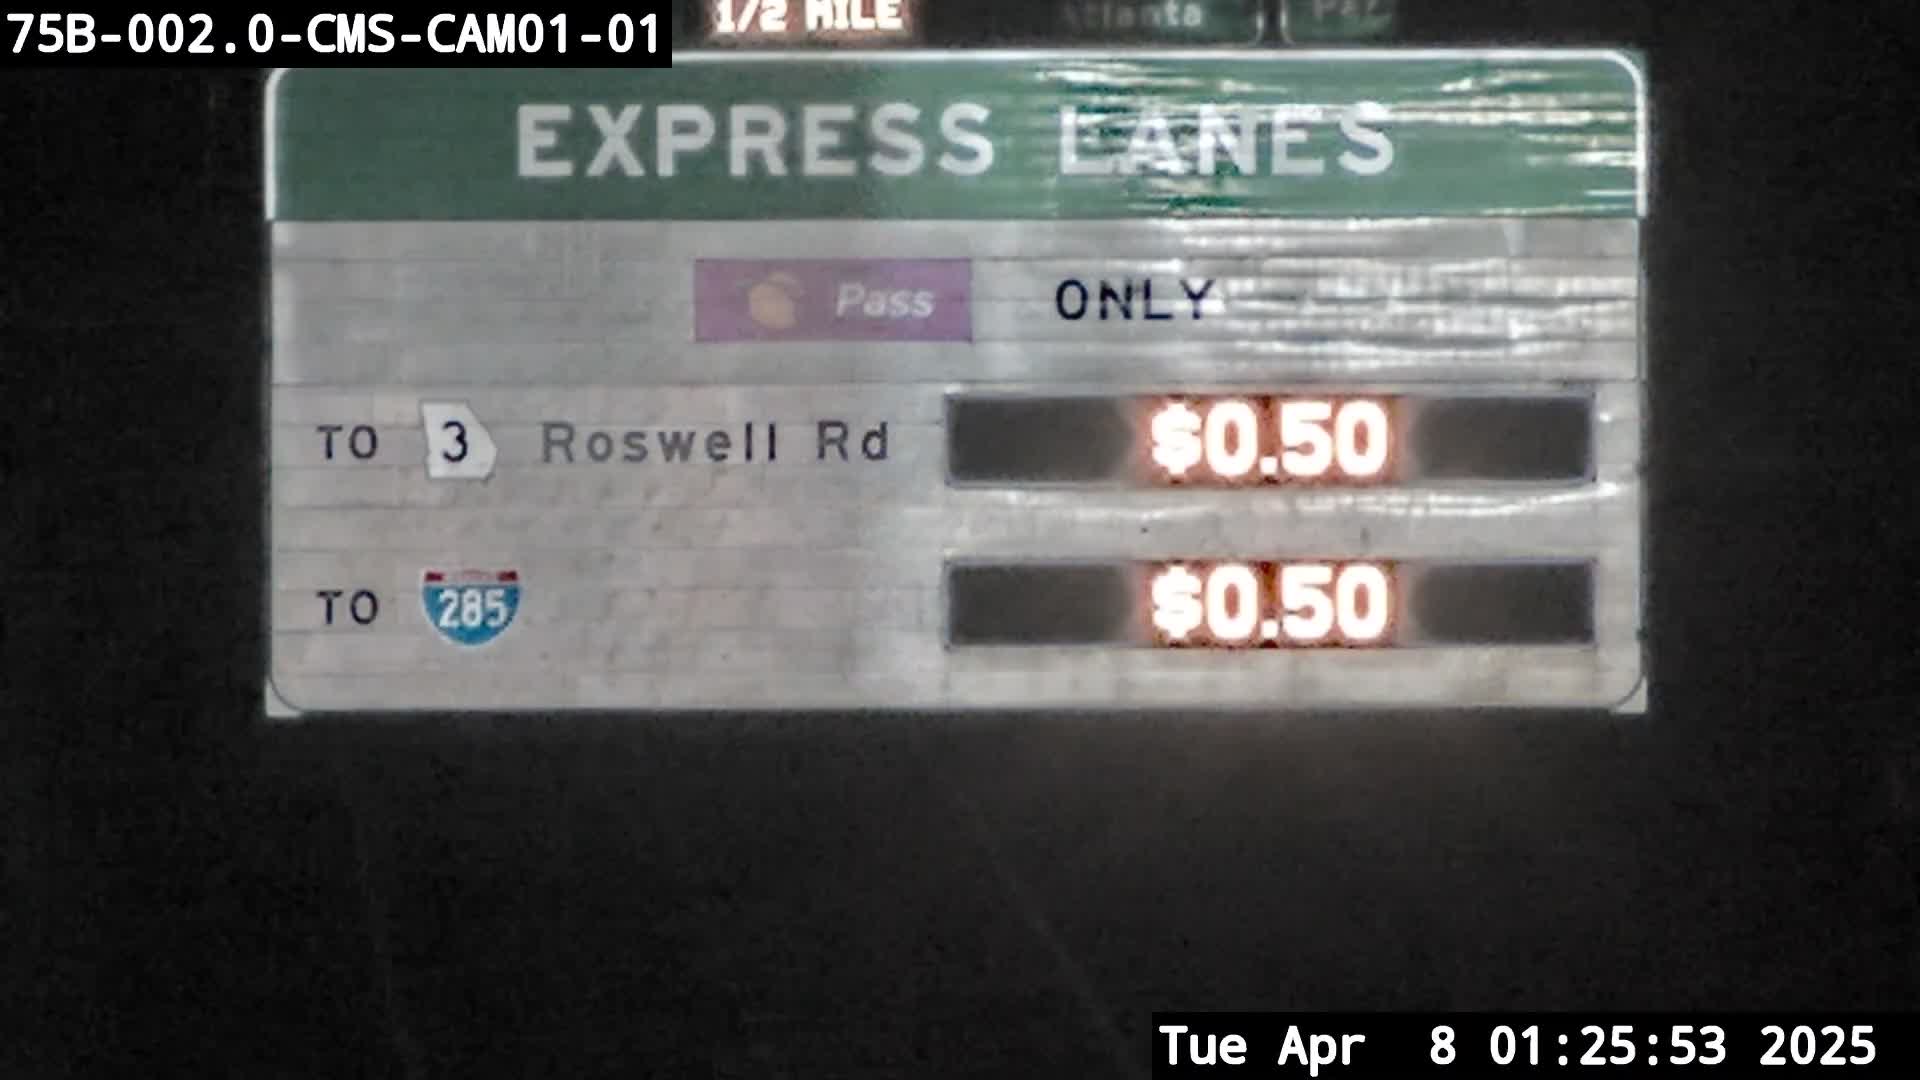 75B-002.0-CMS-CAM01-01
1/2 MILE
Atlanta
EXPRESS LANES
Pass ONLY
TO 3 Roswell Rd $0.50
TO 285 $0.50
Tue Apr 8 01:25:53 2025